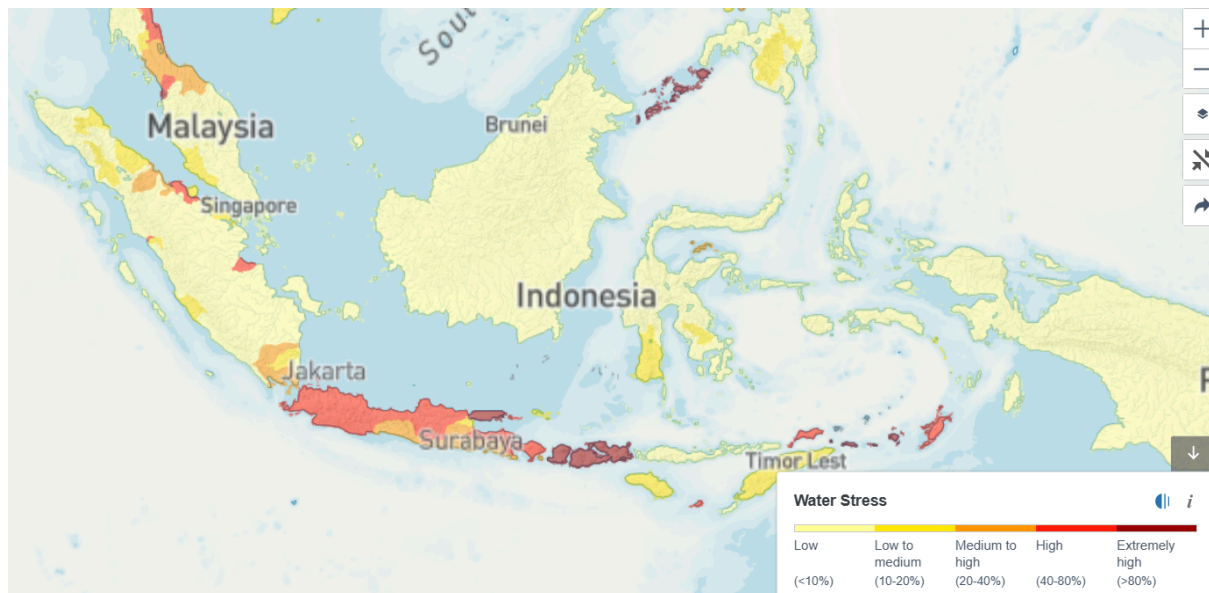 Sout
Malaysia
Brunei
Singapore
Indonesia
Jakarta
Surabaya
Timor Lest
P
Water Stress
i
Low
Low to medium
Medium to high
High
Extremely high
(<10%)
(10-20%)
(20-40%)
(40-80%)
(>80%)